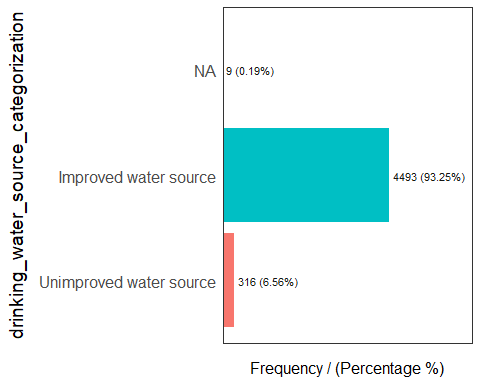 drinking_water_source_categorization
NA
9 (0.19%)
Improved water source
4493 (93.25%)
Unimproved water source
316 (6.56%)
Frequency / (Percentage %)